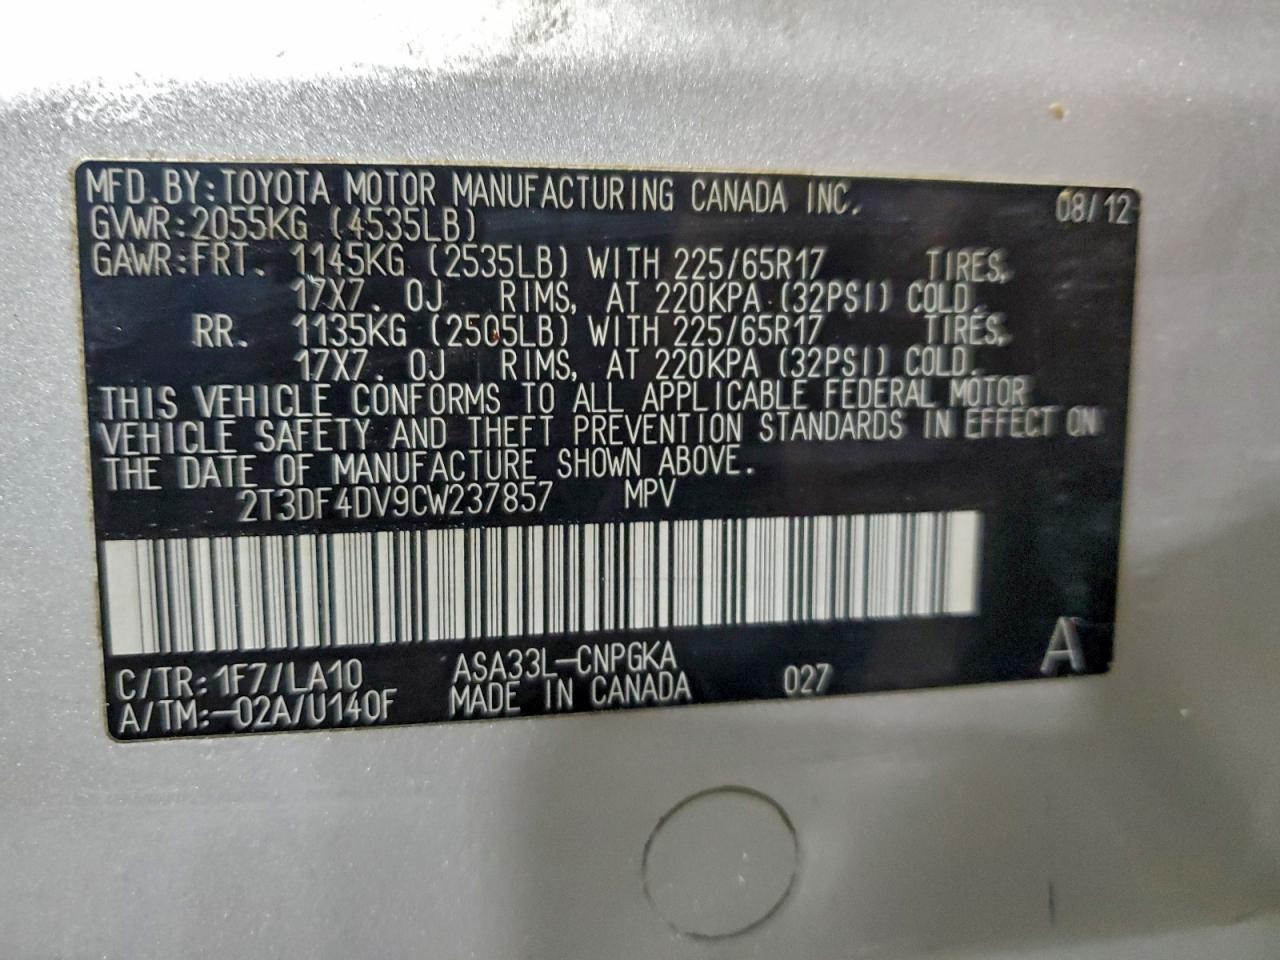 MFD.BY:TOYOTA MOTOR MANUFACTURING CANADA INC. 08/12
GVWR:2055KG (4535LB)
GAWR:FRT. 1145KG (2535LB) WITH 225/65R17 TIRES,
17X7.0J RIMS, AT 220KPA (32PSI) COLD.
RR. 1135KG (2505LB) WITH 225/65R17 TIRES,
17X7.0J RIMS, AT 220KPA (32PSI) COLD.
THIS VEHICLE CONFORMS TO ALL APPLICABLE FEDERAL MOTOR
VEHICLE SAFETY AND THEFT PREVENTION STANDARDS IN EFFECT ON
THE DATE OF MANUFACTURE SHOWN ABOVE.
2T3DF4DV9CW237857 MPV
C/TR:1F7/LA10 ASA33L-CNPGKA 027 A
A/TM:-02A/U140F MADE IN CANADA